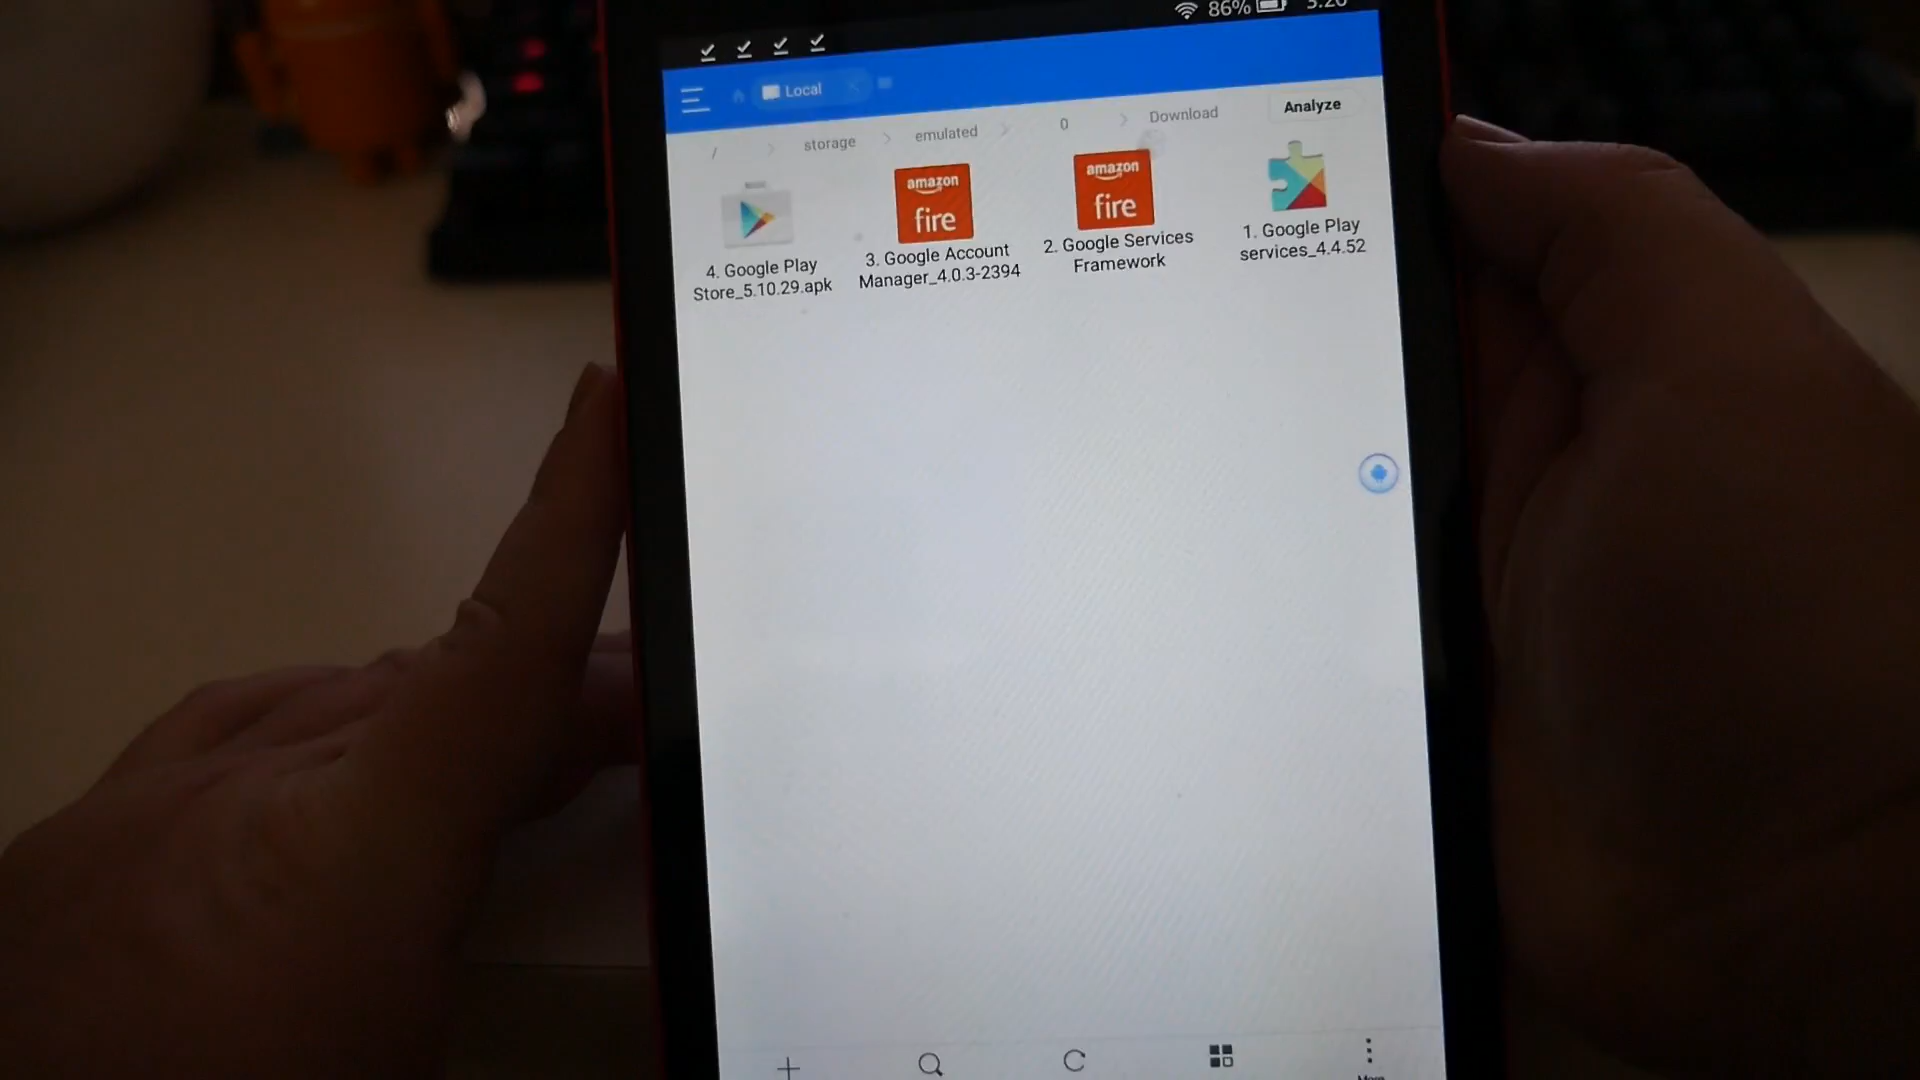 86%
Local
/ storage emulated 0 Download Analyze
amazon
fire
amazon
fire
4. Google Play
Store_5.10.29.apk
3. Google Account
Manager_4.0.3-2394
2. Google Services
Framework
1. Google Play
services_4.4.52